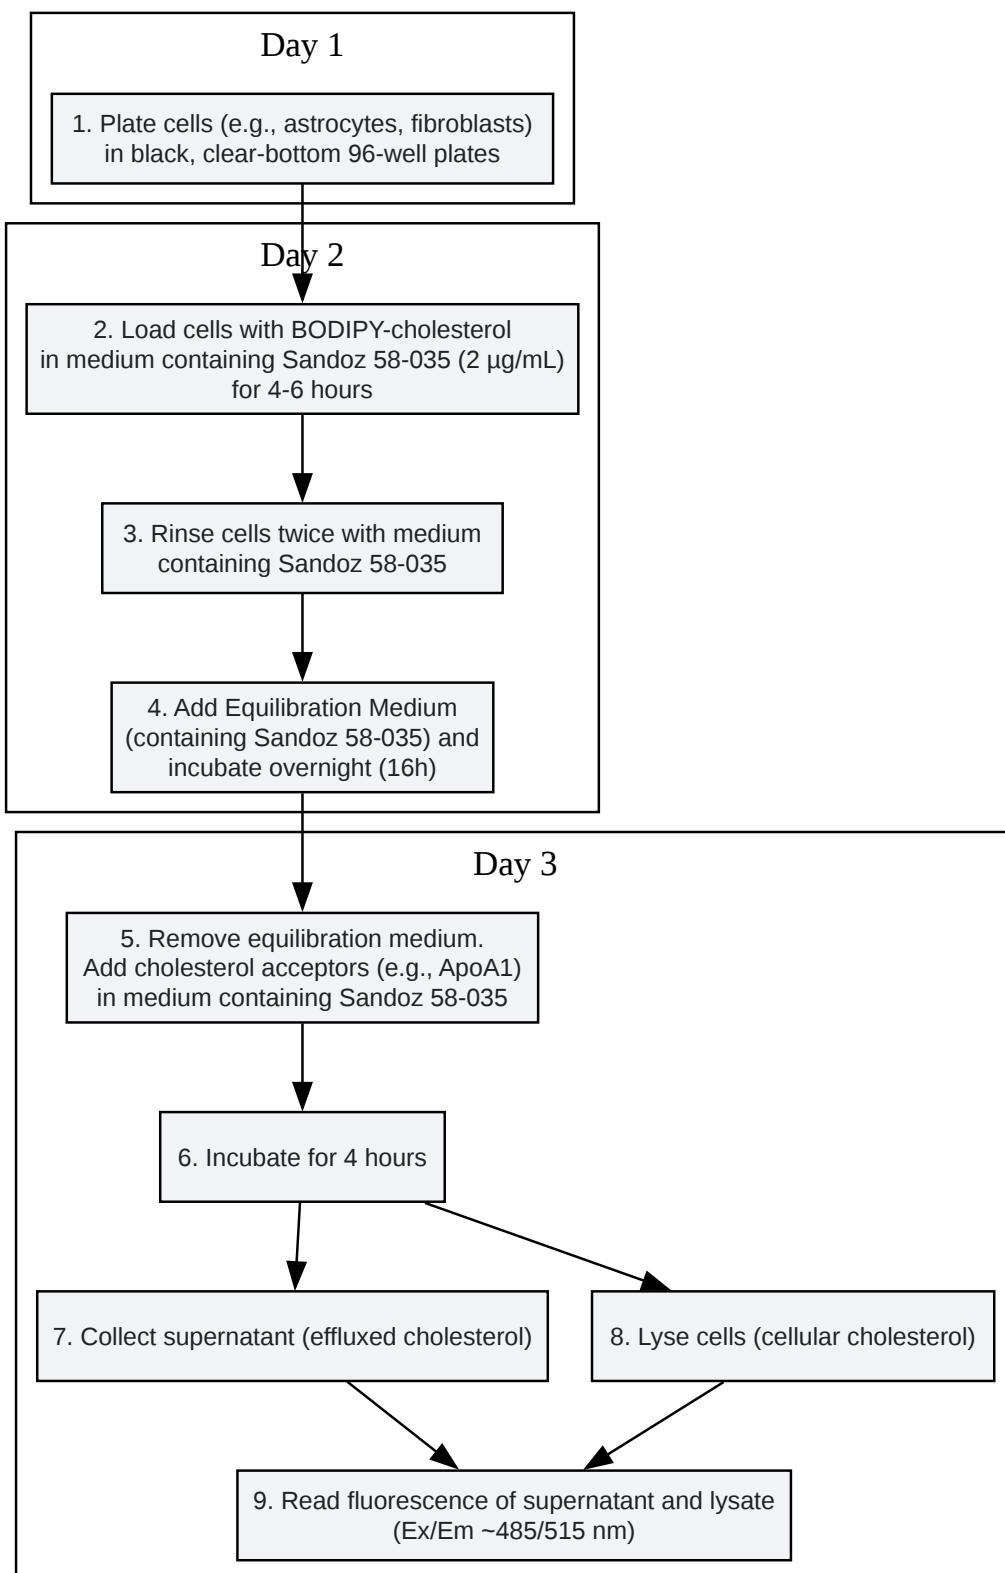 Day 1
1. Plate cells (e.g., astrocytes, fibroblasts)
in black, clear-bottom 96-well plates
Day 2
2. Load cells with BODIPY-cholesterol
in medium containing Sandoz 58-035 (2 µg/mL)
for 4-6 hours
3. Rinse cells twice with medium
containing Sandoz 58-035
4. Add Equilibration Medium
(containing Sandoz 58-035) and
incubate overnight (16h)
Day 3
5. Remove equilibration medium.
Add cholesterol acceptors (e.g., ApoA1)
in medium containing Sandoz 58-035
6. Incubate for 4 hours
7. Collect supernatant (effluxed cholesterol)
8. Lyse cells (cellular cholesterol)
9. Read fluorescence of supernatant and lysate
(Ex/Em ~485/515 nm)